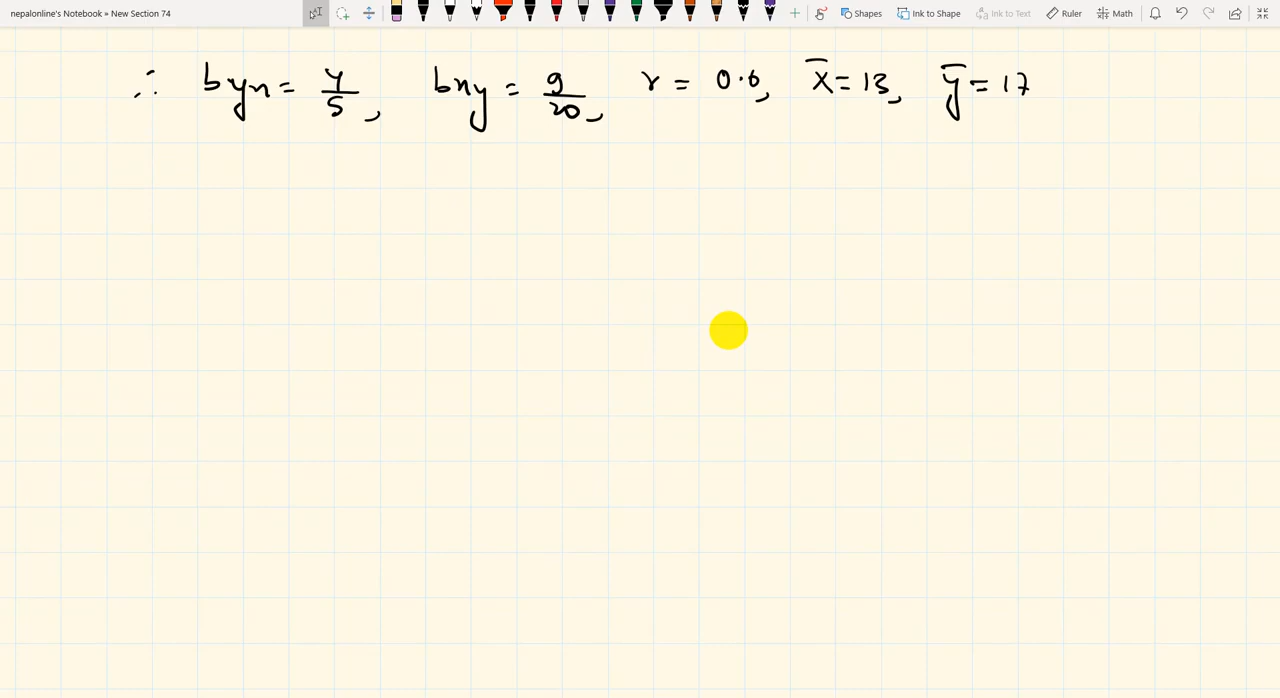 nepalonline's Notebook » New Section 74
Shapes Ink to Shape Ink to Text Ruler Math
∴ byx = 4/5, bxy = 9/20, r = 0.6, x̅ = 13, y̅ = 17